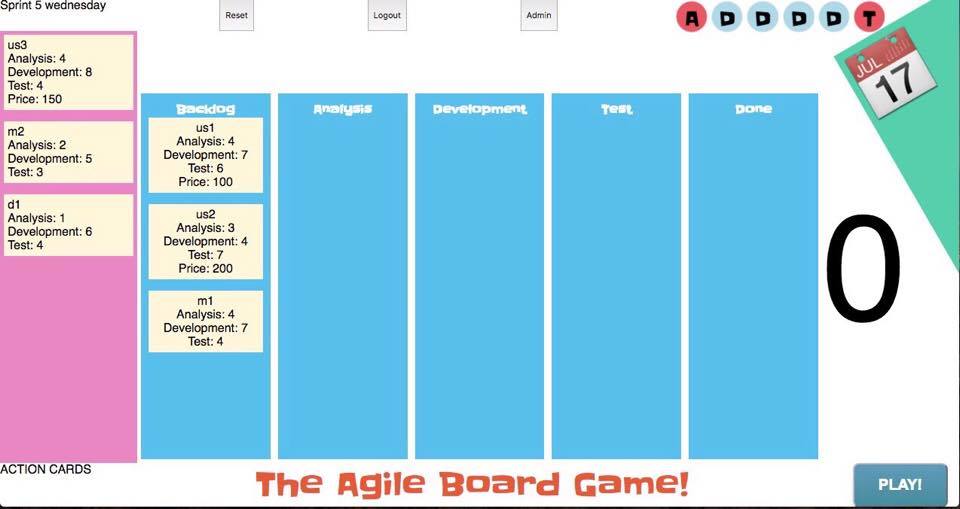 Sprint 5 wednesday
Reset
Logout
Admin
A D D D D T
JUL
17
us3
Analysis: 4
Development: 8
Test: 4
Price: 150
m2
Analysis: 2
Development: 5
Test: 3
d1
Analysis: 1
Development: 6
Test: 4
Backlog
us1
Analysis: 4
Development: 7
Test: 6
Price: 100
us2
Analysis: 3
Development: 4
Test: 7
Price: 200
m1
Analysis: 4
Development: 7
Test: 4
Analysis
Development
Test
Done
0
ACTION CARDS
The Agile Board Game!
PLAY!